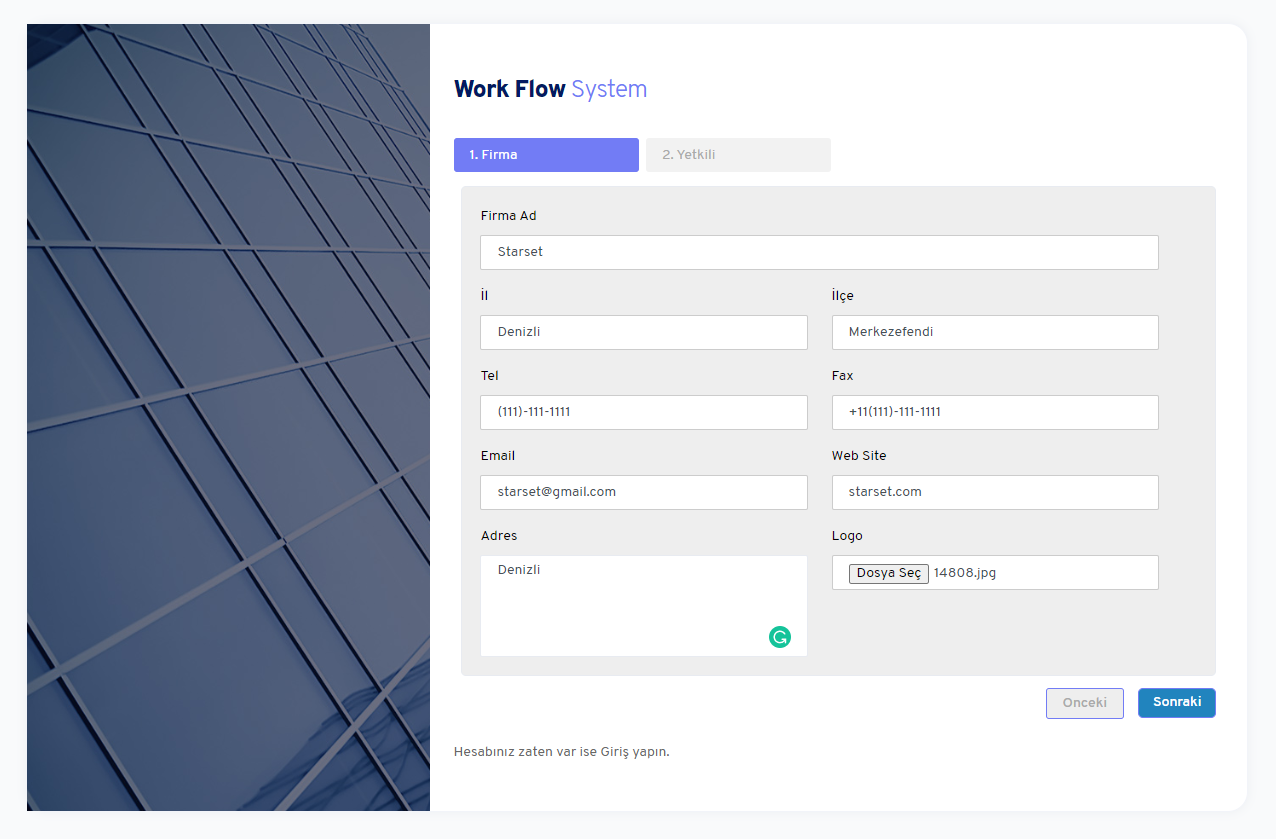 Work Flow System
1. Firma
2. Yetkili
Firma Ad
Starset
İl
İlçe
Denizli
Merkezefendi
Tel
Fax
(111)-111-1111
+11(111)-111-1111
Email
Web Site
starset@gmail.com
starset.com
Adres
Logo
Denizli
Dosya Seç 14808.jpg
Onceki
Sonraki
Hesabınız zaten var ise Giriş yapın.